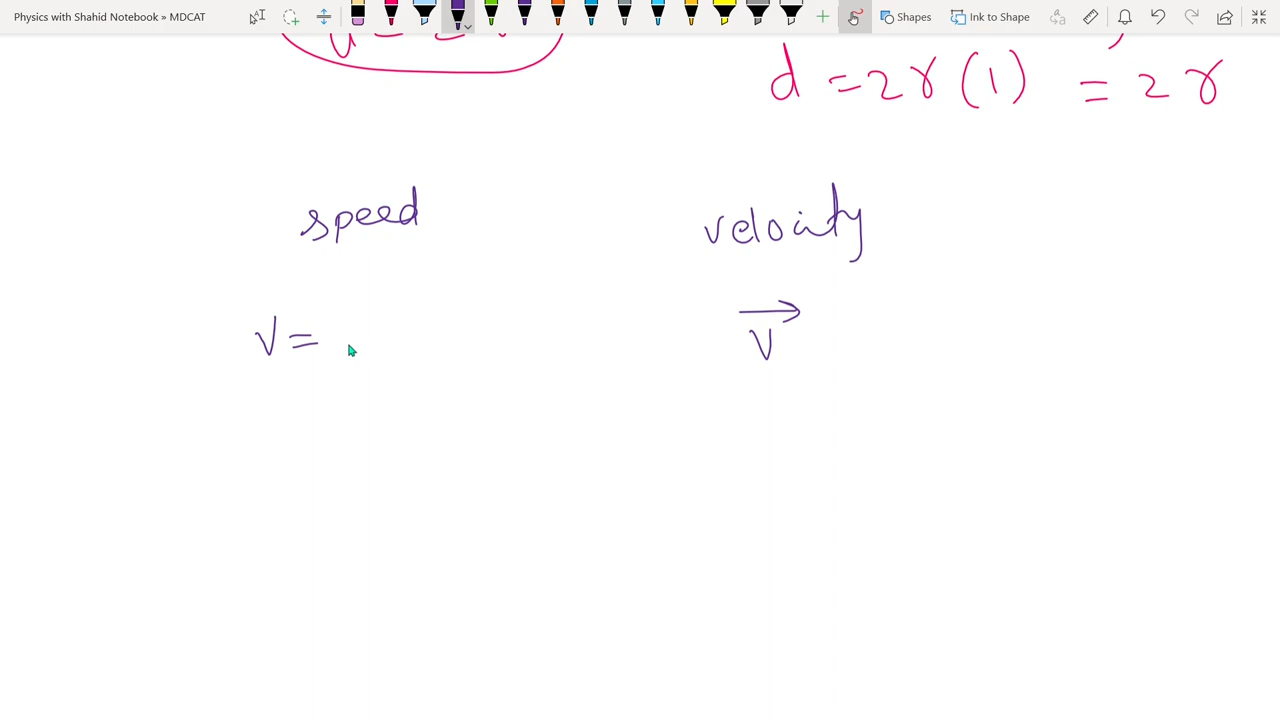 Physics with Shahid Notebook » MDCAT
Shapes
Ink to Shape
d = 2r (1) = 2r
speed velocity
v = v⃗